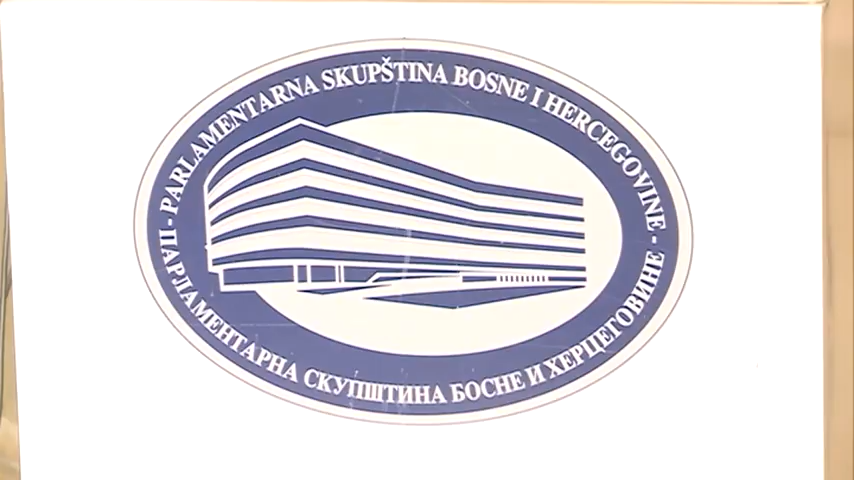 PARLAMENTARNA SKUPŠTINA BOSNE I HERCEGOVINE -
ПАРЛАМЕНТАРНА СКУПШТИНА БОСНЕ И ХЕРЦЕГОВИНЕ -